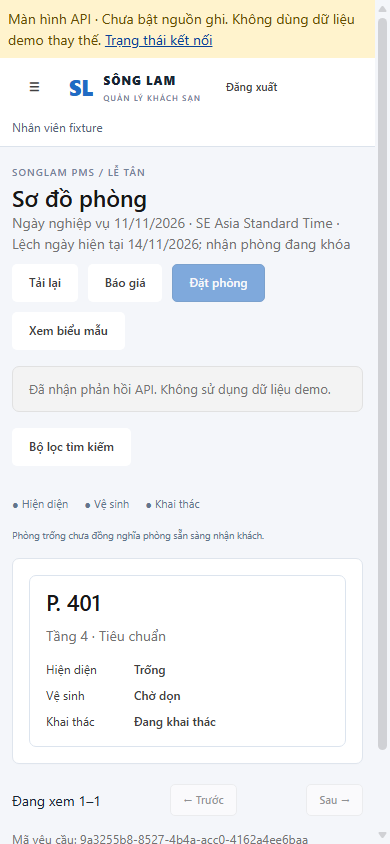 Màn hình API · Chưa bật nguồn ghi. Không dùng dữ liệu
demo thay thế. Trạng thái kết nối
☰
SL
SÔNG LAM
QUẢN LÝ KHÁCH SẠN
Đăng xuất
Nhân viên fixture
SONGLAM PMS / LỄ TÂN
Sơ đồ phòng
Ngày nghiệp vụ 11/11/2026 · SE Asia Standard Time ·
Lệch ngày hiện tại 14/11/2026; nhận phòng đang khóa
Tải lại
Báo giá
Đặt phòng
Xem biểu mẫu
Đã nhận phản hồi API. Không sử dụng dữ liệu demo.
Bộ lọc tìm kiếm
● Hiện diện ● Vệ sinh ● Khai thác
Phòng trống chưa đồng nghĩa phòng sẵn sàng nhận khách.
P. 401
Tầng 4 · Tiêu chuẩn
Hiện diện Trống
Vệ sinh Chờ dọn
Khai thác Đang khai thác
Đang xem 1–1
← Trước
Sau →
Mã yêu cầu: 9a3255b8-8527-4b4a-acc0-4162a4ee6baa